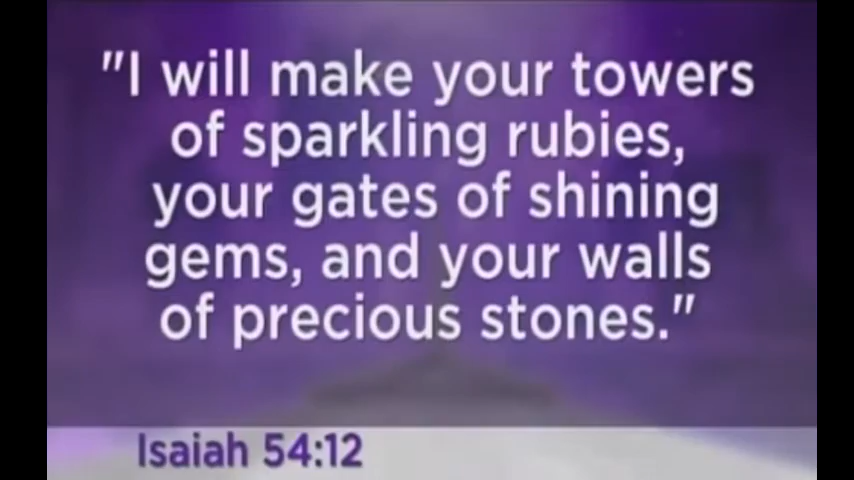 "I will make your towers
of sparkling rubies,
your gates of shining
gems, and your walls
of precious stones."
Isaiah 54:12